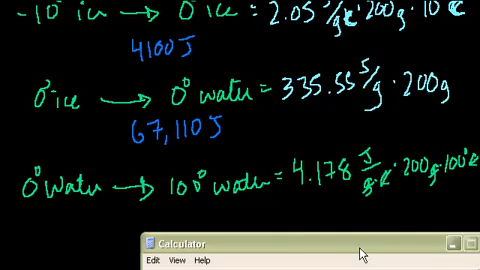 -10° ice → 0° ice = 2.05 J/g·K · 200g · 10 K
4100 J
0° ice → 0° water = 335.55 J/g · 200g
67,110 J
0° Water → 100° water = 4.178 J/g·K · 200g · 100° K
Calculator
Edit View Help